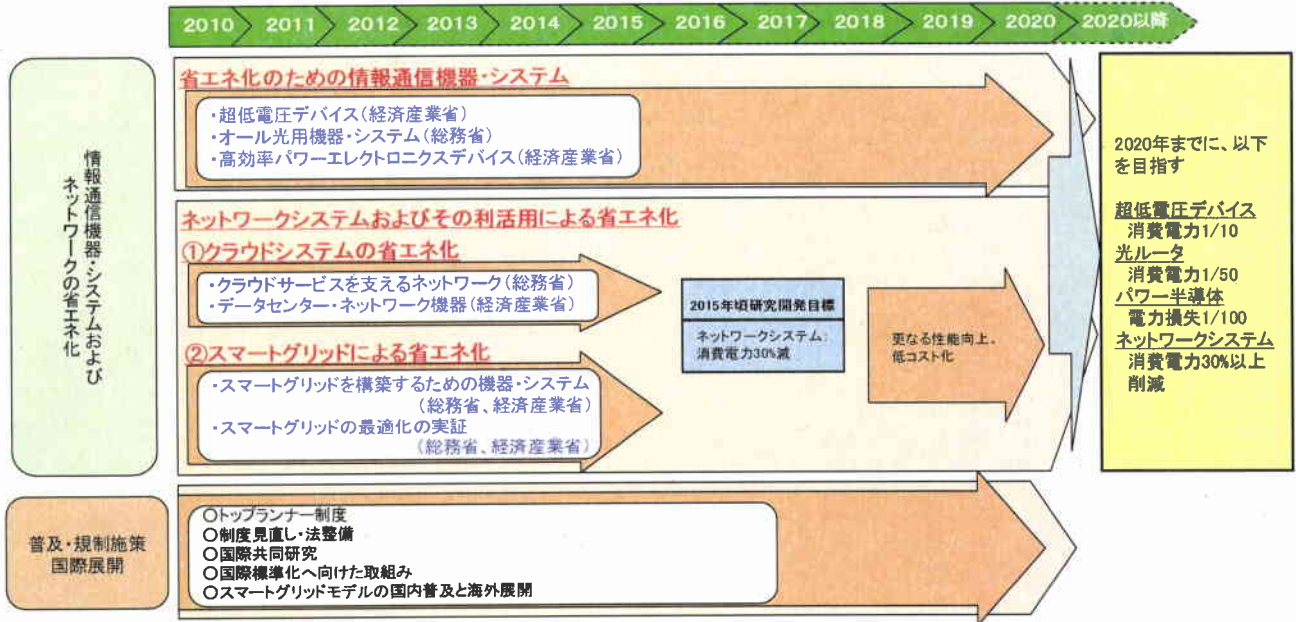 2010 2011 2012 2013 2014 2015 2016 2017 2018 2019 2020 2020以降
情報通信機器・システムおよび
ネットワークの省エネ化
省エネ化のための情報通信機器・システム
・超低電圧デバイス(経済産業省)
・オール光用機器・システム(総務省)
・高効率パワーエレクトロニクスデバイス(経済産業省)
ネットワークシステムおよびその利活用による省エネ化
①クラウドシステムの省エネ化
・クラウドサービスを支えるネットワーク(総務省)
・データセンター・ネットワーク機器(経済産業省)
②スマートグリッドによる省エネ化
・スマートグリッドを構築するための機器・システム
(総務省、経済産業省)
・スマートグリッドの最適化の実証
(総務省、経済産業省)
2015年頃研究開発目標
ネットワークシステム:
消費電力30%減
更なる性能向上、
低コスト化
2020年までに、以下
を目指す
超低電圧デバイス
消費電力1/10
光ルータ
消費電力1/50
パワー半導体
電力損失1/100
ネットワークシステム
消費電力30%以上
削減
普及・規制施策
国際展開
○トップランナー制度
○制度見直し・法整備
○国際共同研究
○国際標準化へ向けた取組み
○スマートグリッドモデルの国内普及と海外展開